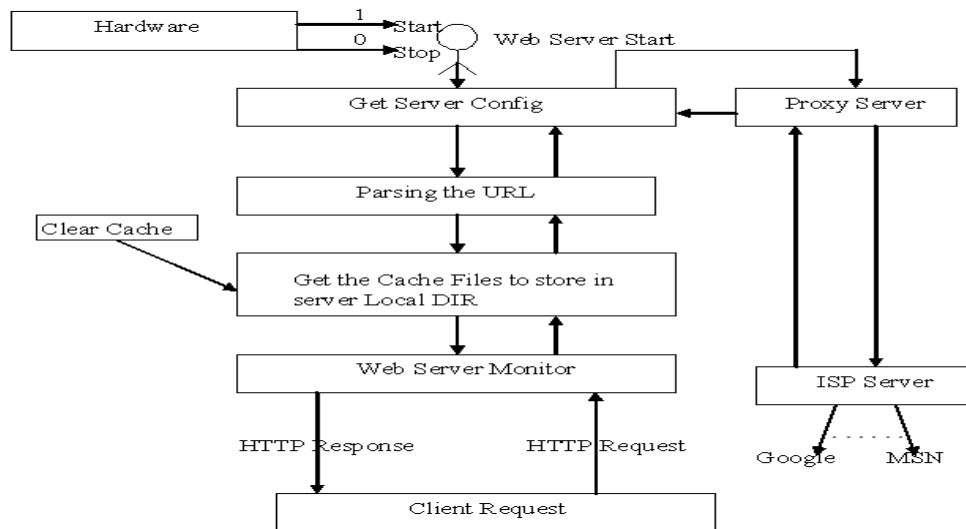 Hardware
1
Start
0
Stop
Web Server Start
Get Server Config
Proxy Server
Parsing the URL
Clear Cache
Get the Cache Files to store in
server Local DIR
Web Server Monitor
ISP Server
HTTP Response
HTTP Request
Google
MSN
Client Request